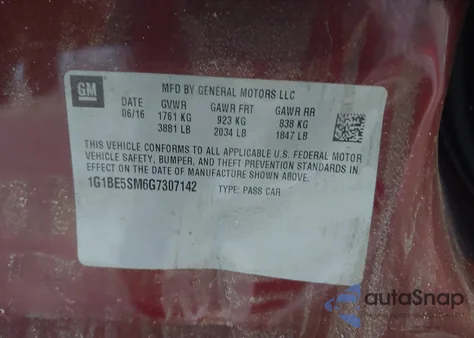 GM
MFD BY GENERAL MOTORS LLC
DATE GVWR GAWR FRT GAWR RR
06/16 1761 KG 923 KG 838 KG
3881 LB 2034 LB 1847 LB
THIS VEHICLE CONFORMS TO ALL APPLICABLE U.S. FEDERAL MOTOR
VEHICLE SAFETY, BUMPER, AND THEFT PREVENTION STANDARDS IN
EFFECT ON THE DATE OF MANUFACTURE SHOWN ABOVE.
1G1BE5SM6G7307142 TYPE: PASS CAR
autoSnap